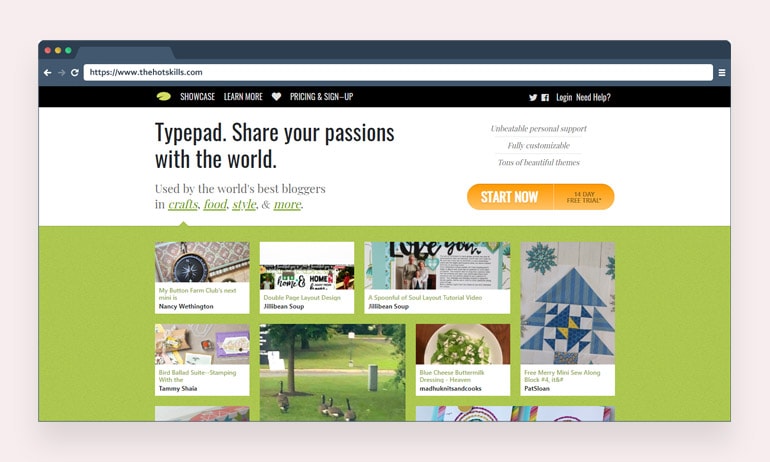 https://www.thehotskills.com
SHOWCASE LEARN MORE PRICING & SIGN-UP Login Need Help?
Typepad. Share your passions
with the world.
Used by the world's best bloggers
in crafts, food, style, & more.
Unbeatable personal support
Fully customizable
Tons of beautiful themes
START NOW
14 DAY
FREE TRIAL*
My Button Farm Club's next
mini is
Nancy Wethington
home &
HOME
Double Page Layout Design
Jillibean Soup
love you
A Spoonful of Soul Layout Tutorial Video
Jillibean Soup
Bird Ballad Suite--Stamping
With the
Tammy Shaia
Blue Cheese Buttermilk
Dressing - Heaven
madhuknitsandcooks
Free Merry Mini Sew Along
Block #4, it&#
PatSloan